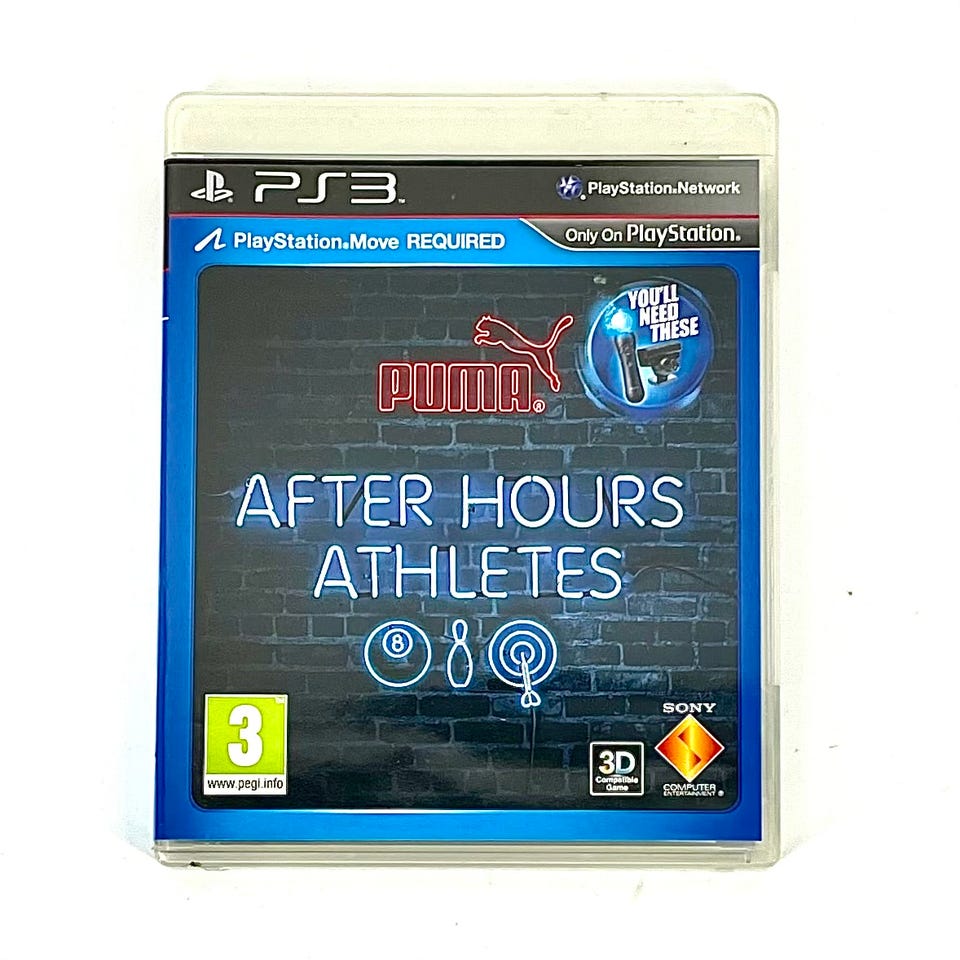 PS3™
PlayStation®Network
PlayStation®Move REQUIRED
Only On PlayStation®
YOU'LL
NEED
THESE
PUMA®
AFTER HOURS
ATHLETES
8
3
www.pegi.info
3D
Compatible
Game
SONY
COMPUTER
ENTERTAINMENT®